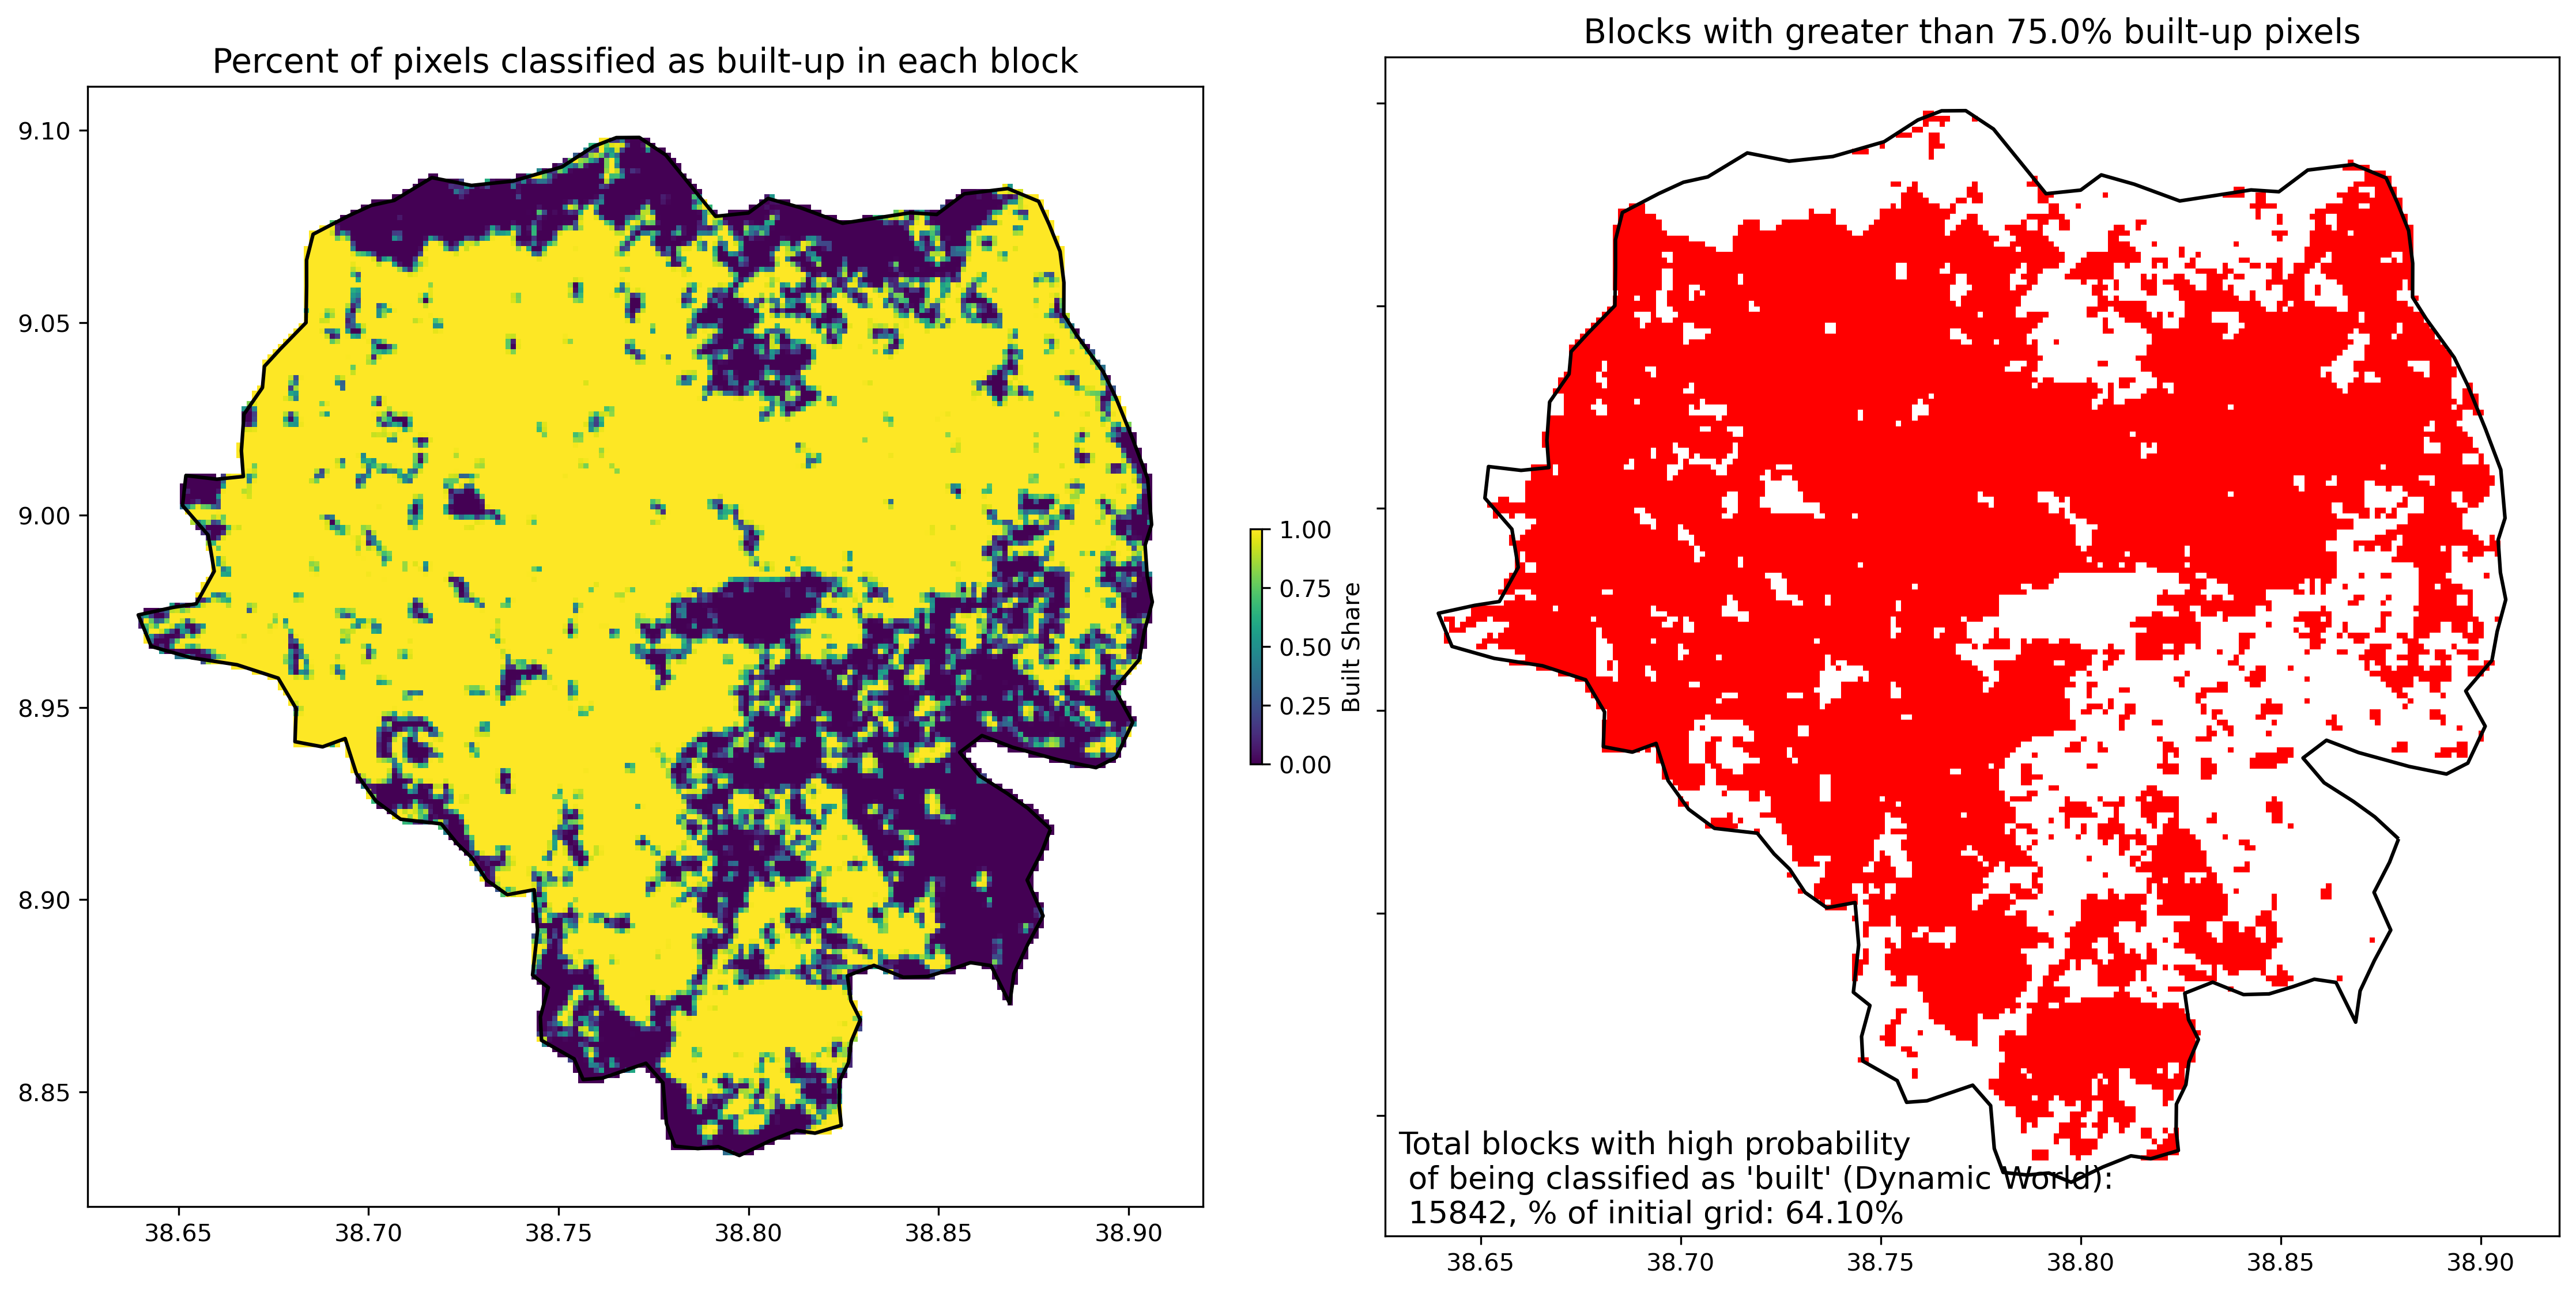 Percent of pixels classified as built-up in each block
9.10
9.05
9.00
8.95
8.90
8.85
38.65 38.70 38.75 38.80 38.85 38.90
1.00
0.75
0.50
0.25
0.00
Built Share
Blocks with greater than 75.0% built-up pixels
Total blocks with high probability
of being classified as 'built' (Dynamic World):
15842, % of initial grid: 64.10%
38.65 38.70 38.75 38.80 38.85 38.90